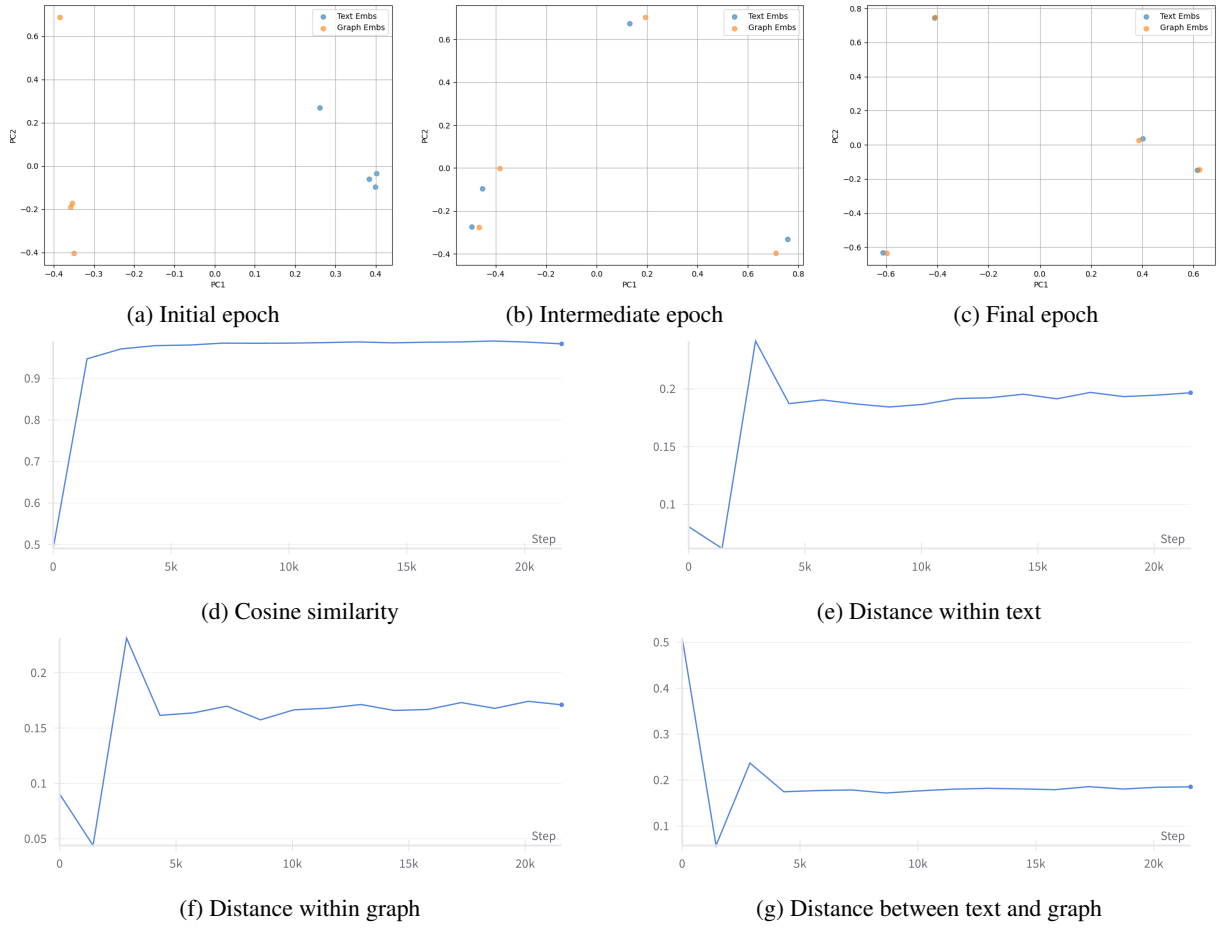 Text Embs
Graph Embs
0.6
0.4
0.2
0.0
−0.2
−0.4
PC2
−0.4 −0.3 −0.2 −0.1 0.0 0.1 0.2 0.3 0.4
PC1
(a) Initial epoch
Text Embs
Graph Embs
0.6
0.4
0.2
0.0
−0.2
−0.4
PC2
−0.4 −0.2 0.0 0.2 0.4 0.6 0.8
PC1
(b) Intermediate epoch
Text Embs
Graph Embs
0.8
0.6
0.4
0.2
0.0
−0.2
−0.4
−0.6
PC2
−0.6 −0.4 −0.2 0.0 0.2 0.4 0.6
PC1
(c) Final epoch
0.9
0.8
0.7
0.6
0.5
Step
0 5k 10k 15k 20k
(d) Cosine similarity
0.2
0.15
0.1
Step
0 5k 10k 15k 20k
(e) Distance within text
0.2
0.15
0.1
0.05
Step
0 5k 10k 15k 20k
(f) Distance within graph
0.5
0.4
0.3
0.2
0.1
Step
0 5k 10k 15k 20k
(g) Distance between text and graph